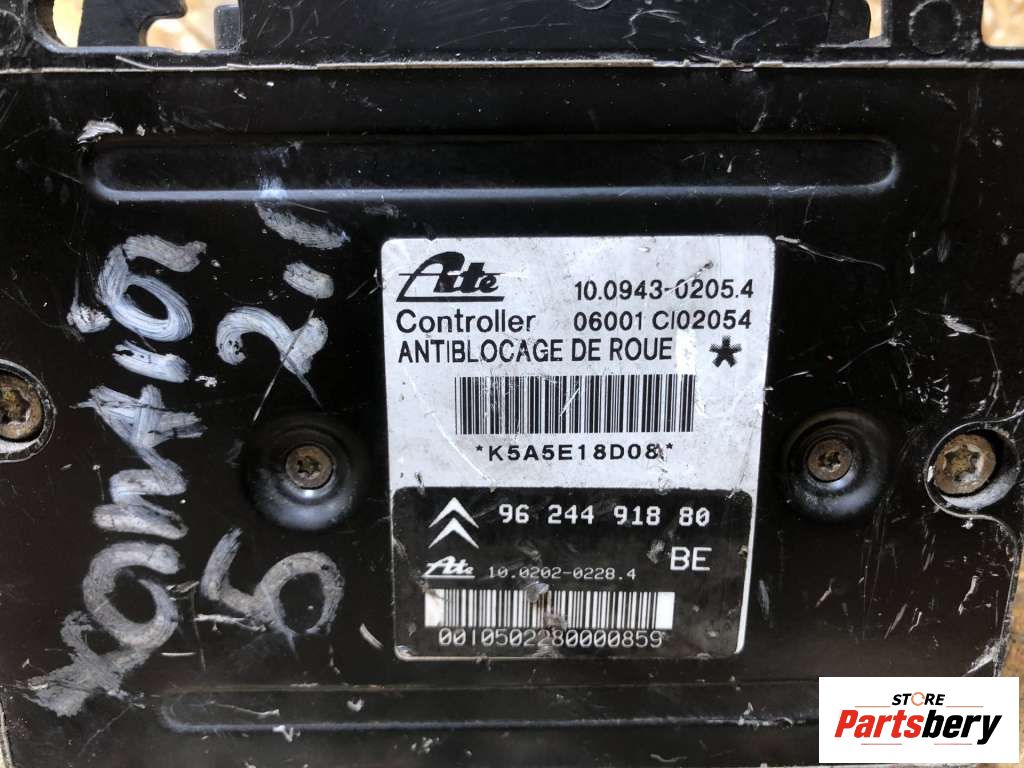 Ate
10.0943-0205.4
Controller 06001 CI02054
ANTIBLOCAGE DE ROUE *
*K5A5E18D08*
96 244 918 80
BE
Ate 10.0202-0228.4
0010502280000859
STORE
Partsbery